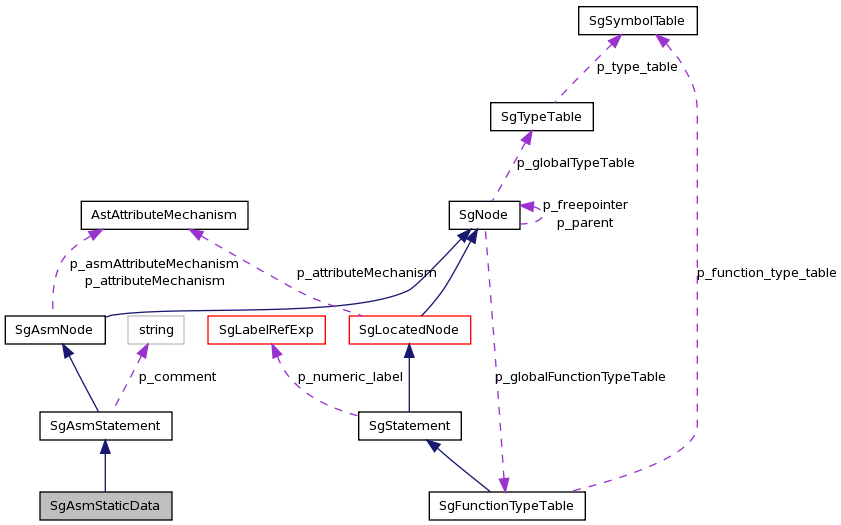 SgSymbolTable
p_type_table
SgTypeTable
p_globalTypeTable
AstAttributeMechanism
SgNode
p_freepointer
p_parent
p_asmAttributeMechanism
p_attributeMechanism
p_attributeMechanism
p_function_type_table
SgAsmNode
string
SgLabelRefExp
SgLocatedNode
p_comment
p_numeric_label
p_globalFunctionTypeTable
SgAsmStatement
SgStatement
SgAsmStaticData
SgFunctionTypeTable